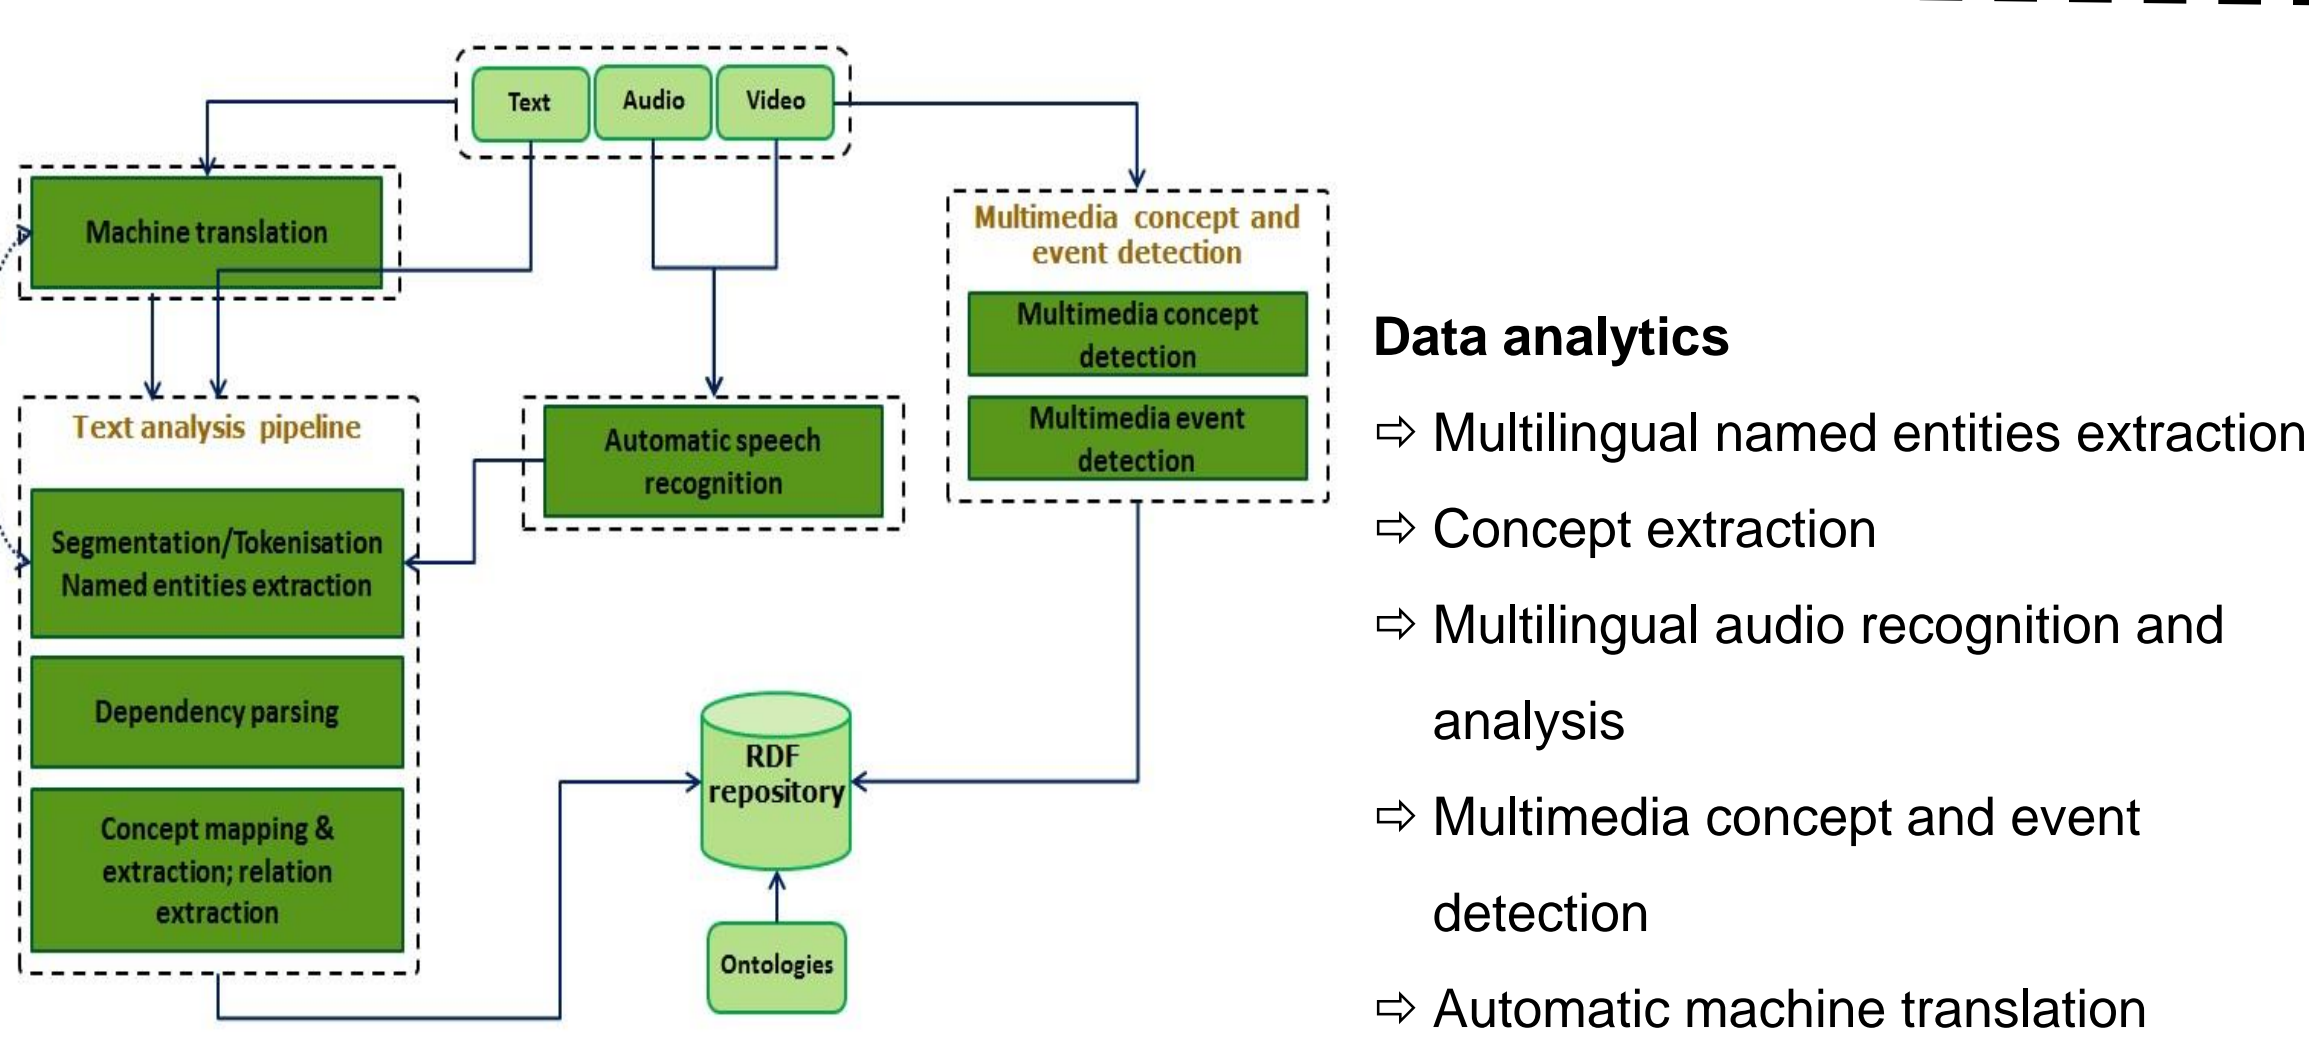 Text
Audio
Video
Machine translation
Multimedia concept and
event detection
Multimedia concept
detection
Multimedia event
detection
Text analysis pipeline
Automatic speech
recognition
Segmentation/Tokenisation
Named entities extraction
Dependency parsing
Concept mapping &
extraction; relation
extraction
RDF
repository
Ontologies
Data analytics
⇨ Multilingual named entities extraction
⇨ Concept extraction
⇨ Multilingual audio recognition and
analysis
⇨ Multimedia concept and event
detection
⇨ Automatic machine translation